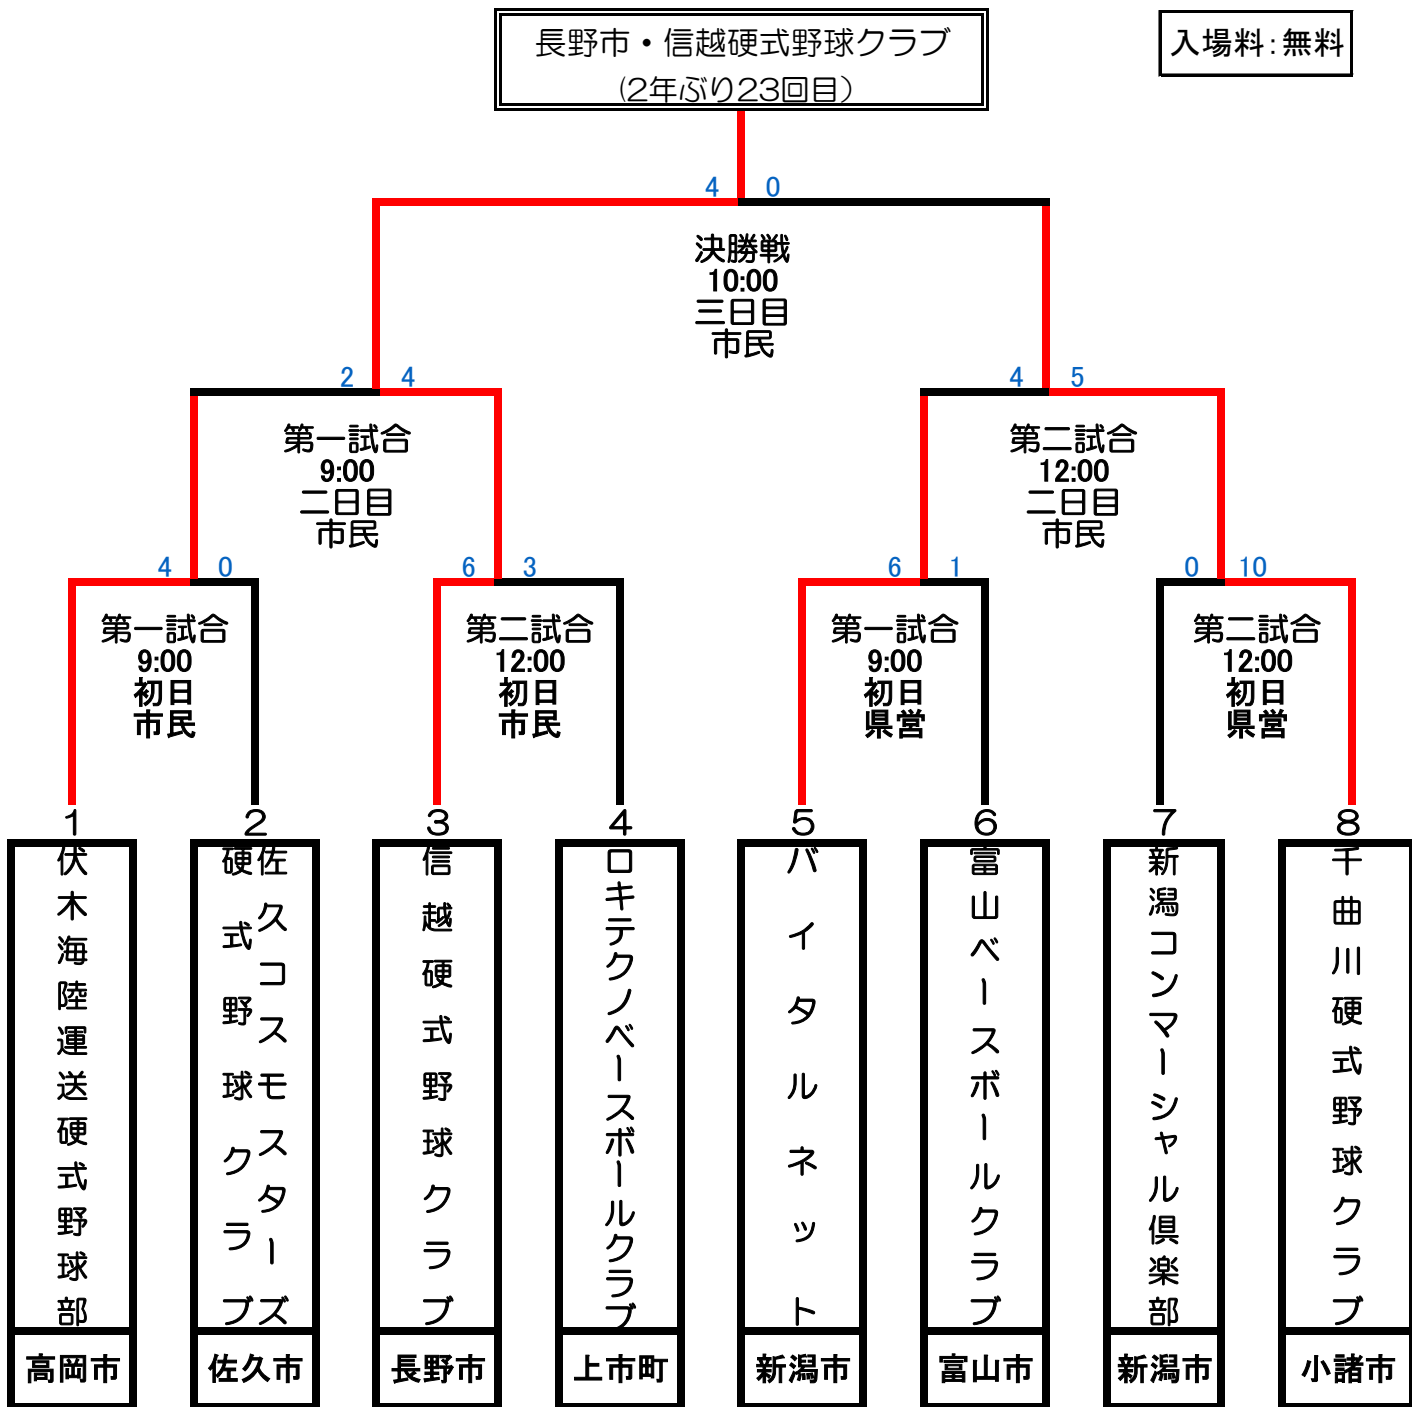 長野市・信越硬式野球クラブ
(2年ぶり23回目）
入場料:無料
4 0
決勝戦
10:00
三日目
市民
2 4
第一試合
9:00
二日目
市民
4 5
第二試合
12:00
二日目
市民
4 0
第一試合
9:00
初日
市民
6 3
第二試合
12:00
初日
市民
6 1
第一試合
9:00
初日
県営
0 10
第二試合
12:00
初日
県営
1
伏木海陸運送硬式野球部
高岡市
2
佐久コスモスターズ
硬式野球クラブ
佐久市
3
信越硬式野球クラブ
長野市
4
ロキテクノベースボールクラブ
上市町
5
バイタルネット
新潟市
6
富山ベースボールクラブ
富山市
7
新潟コンマーシャル倶楽部
新潟市
8
千曲川硬式野球クラブ
小諸市